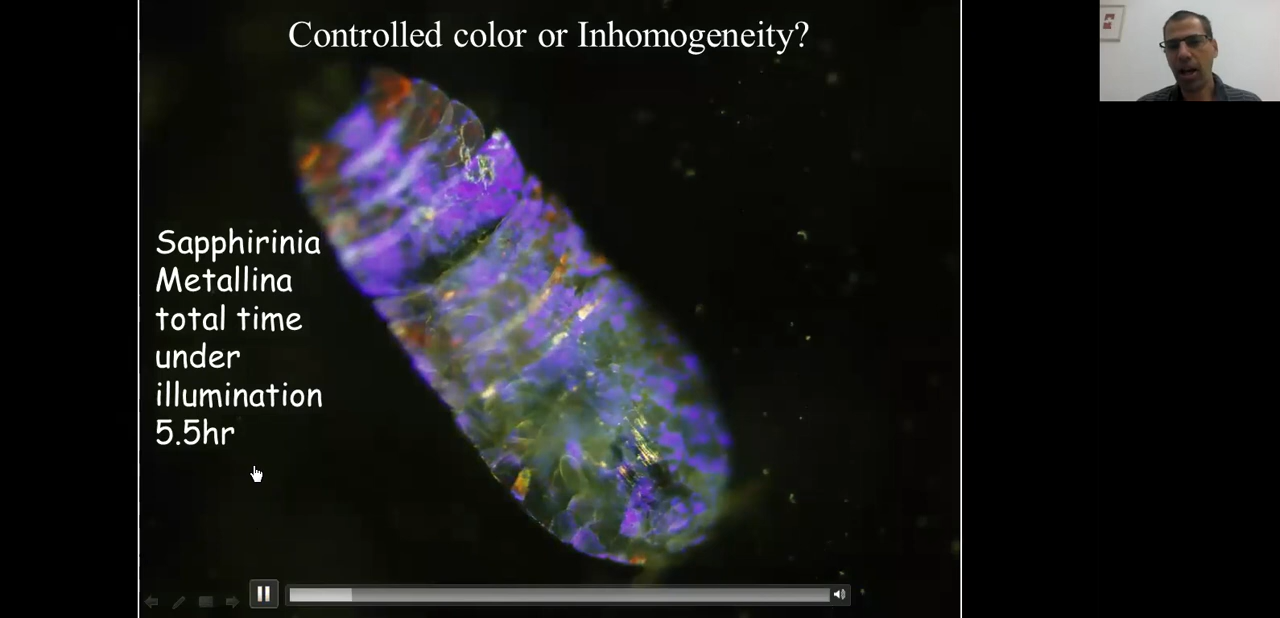 Controlled color or Inhomogeneity?
Sapphirinia
Metallina
total time
under
illumination
5.5hr